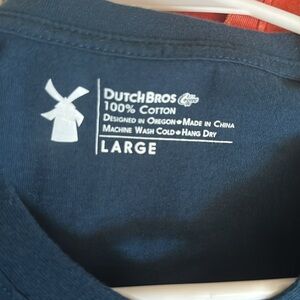 DUTCHBROS
100% COTTON
DESIGNED IN OREGON MADE IN CHINA
MACHINE WASH COLD HANG DRY
LARGE